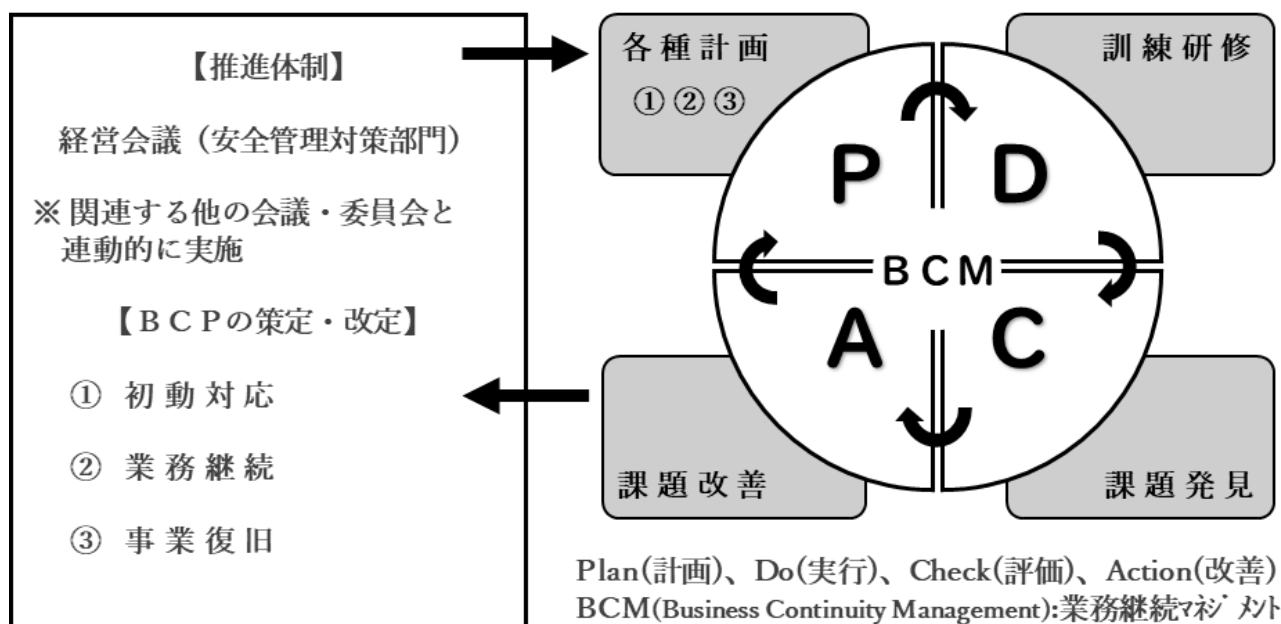 【推進体制】
経営会議（安全管理対策部門）
※ 関連する他の会議・委員会と
連動的に実施
【ＢＣＰの策定・改定】
① 初動対応
② 業務継続
③ 事業復旧
各種計画
①②③
訓練研修
P
D
BCM
A
C
課題改善
課題発見
Plan(計画)、Do(実行)、Check(評価)、Action(改善)
BCM(Business Continuity Management):業務継続ﾏﾈｼﾞﾒﾝﾄ